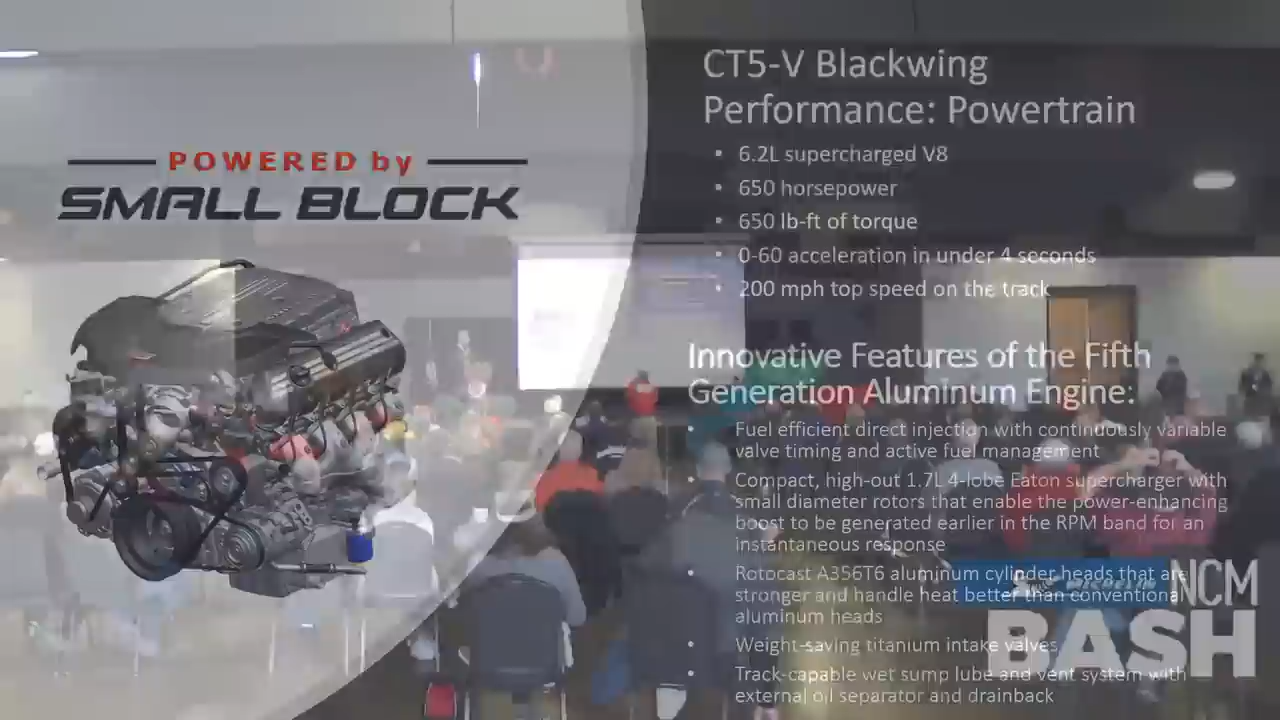 POWERED by
SMALL BLOCK
CT5-V Blackwing
Performance: Powertrain
• 6.2L supercharged V8
• 650 horsepower
• 650 lb-ft of torque
• 0-60 acceleration in under 4 seconds
• 200 mph top speed on the track
Innovative Features of the Fifth
Generation Aluminum Engine:
• Fuel efficient direct injection with continuously variable
valve timing and active fuel management
• Compact, high-out 1.7L 4-lobe Eaton supercharger with
small diameter rotors that enable the power-enhancing
boost to be generated earlier in the RPM band for an
instantaneous response
• Rotocast A356T6 aluminum cylinder heads that are
stronger and handle heat better than conventional
aluminum heads
• Weight-saving titanium intake valves
• Track-capable wet sump lube and vent system with
external oil separator and drainback
MICHELIN NCM
BASH